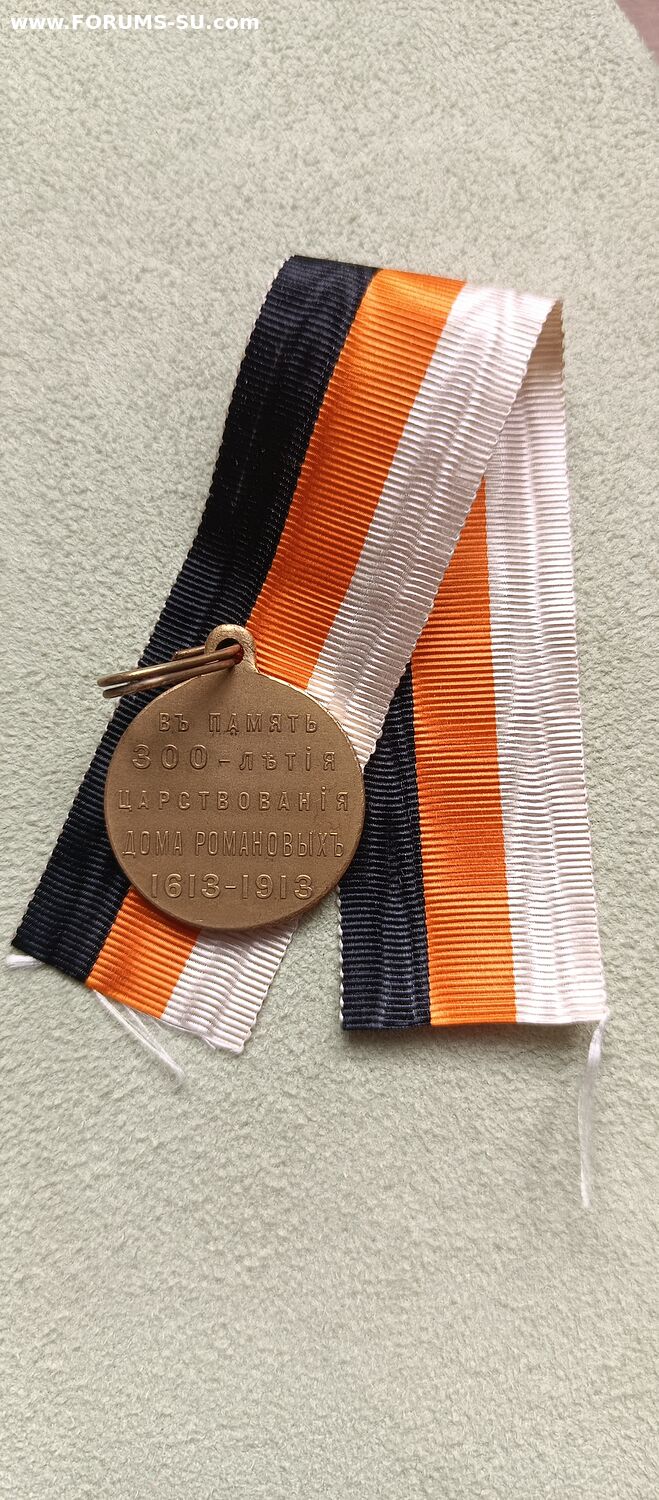 www.FORUMS-SU.com
ВЪ ПАМЯТЬ
300-ЛѢТІЯ
ЦАРСТВОВАНІЯ
ДОМА РОМАНОВЫХЪ
1613-1913